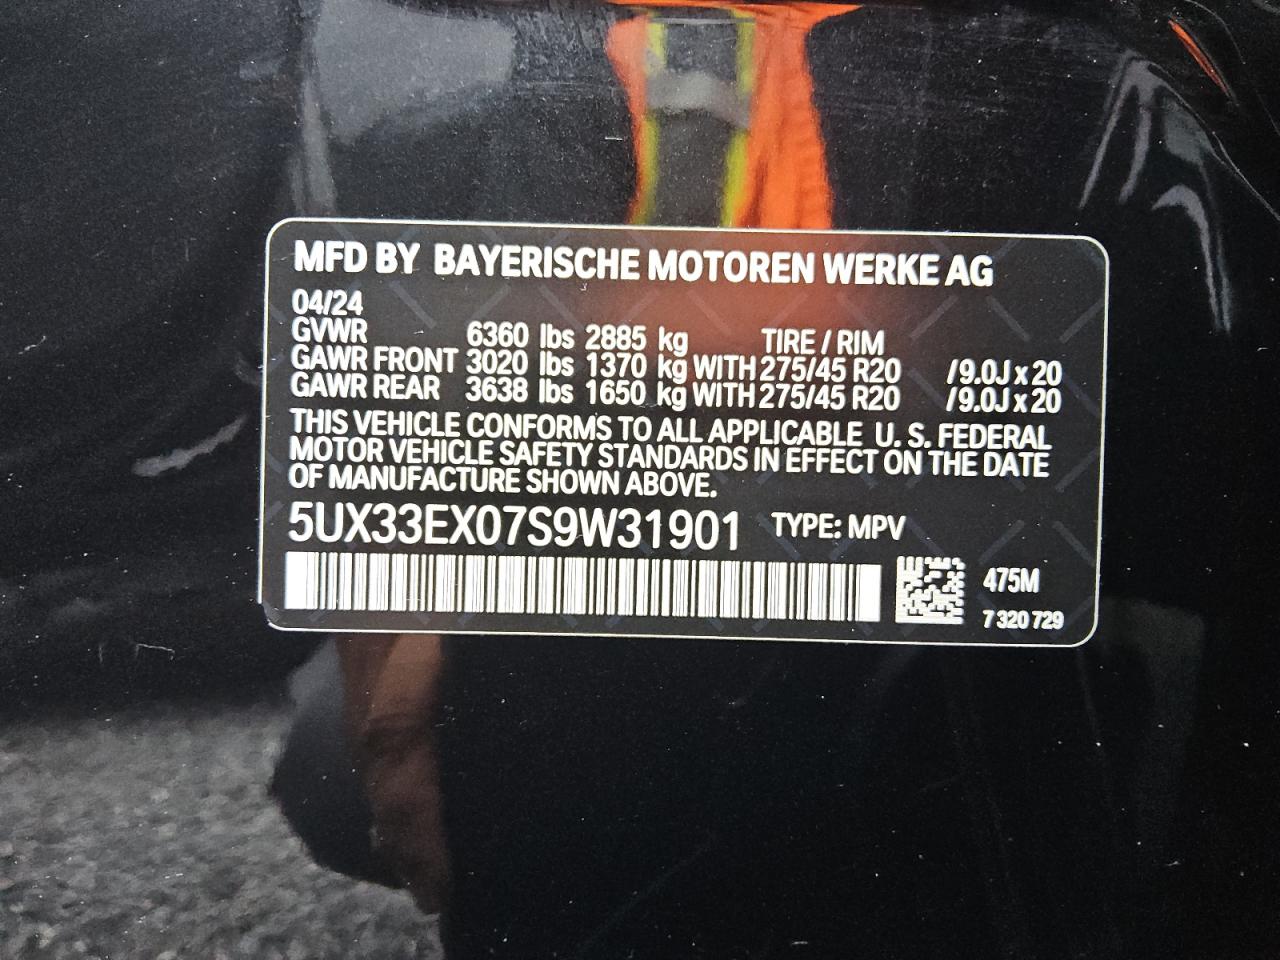 MFD BY BAYERISCHE MOTOREN WERKE AG
04/24
GVWR 6360 lbs 2885 kg TIRE / RIM
GAWR FRONT 3020 lbs 1370 kg WITH 275/45 R20 /9.0J x 20
GAWR REAR 3638 lbs 1650 kg WITH 275/45 R20 /9.0J x 20
THIS VEHICLE CONFORMS TO ALL APPLICABLE U. S. FEDERAL
MOTOR VEHICLE SAFETY STANDARDS IN EFFECT ON THE DATE
OF MANUFACTURE SHOWN ABOVE.
5UX33EX07S9W31901 TYPE: MPV
475M
7 320 729